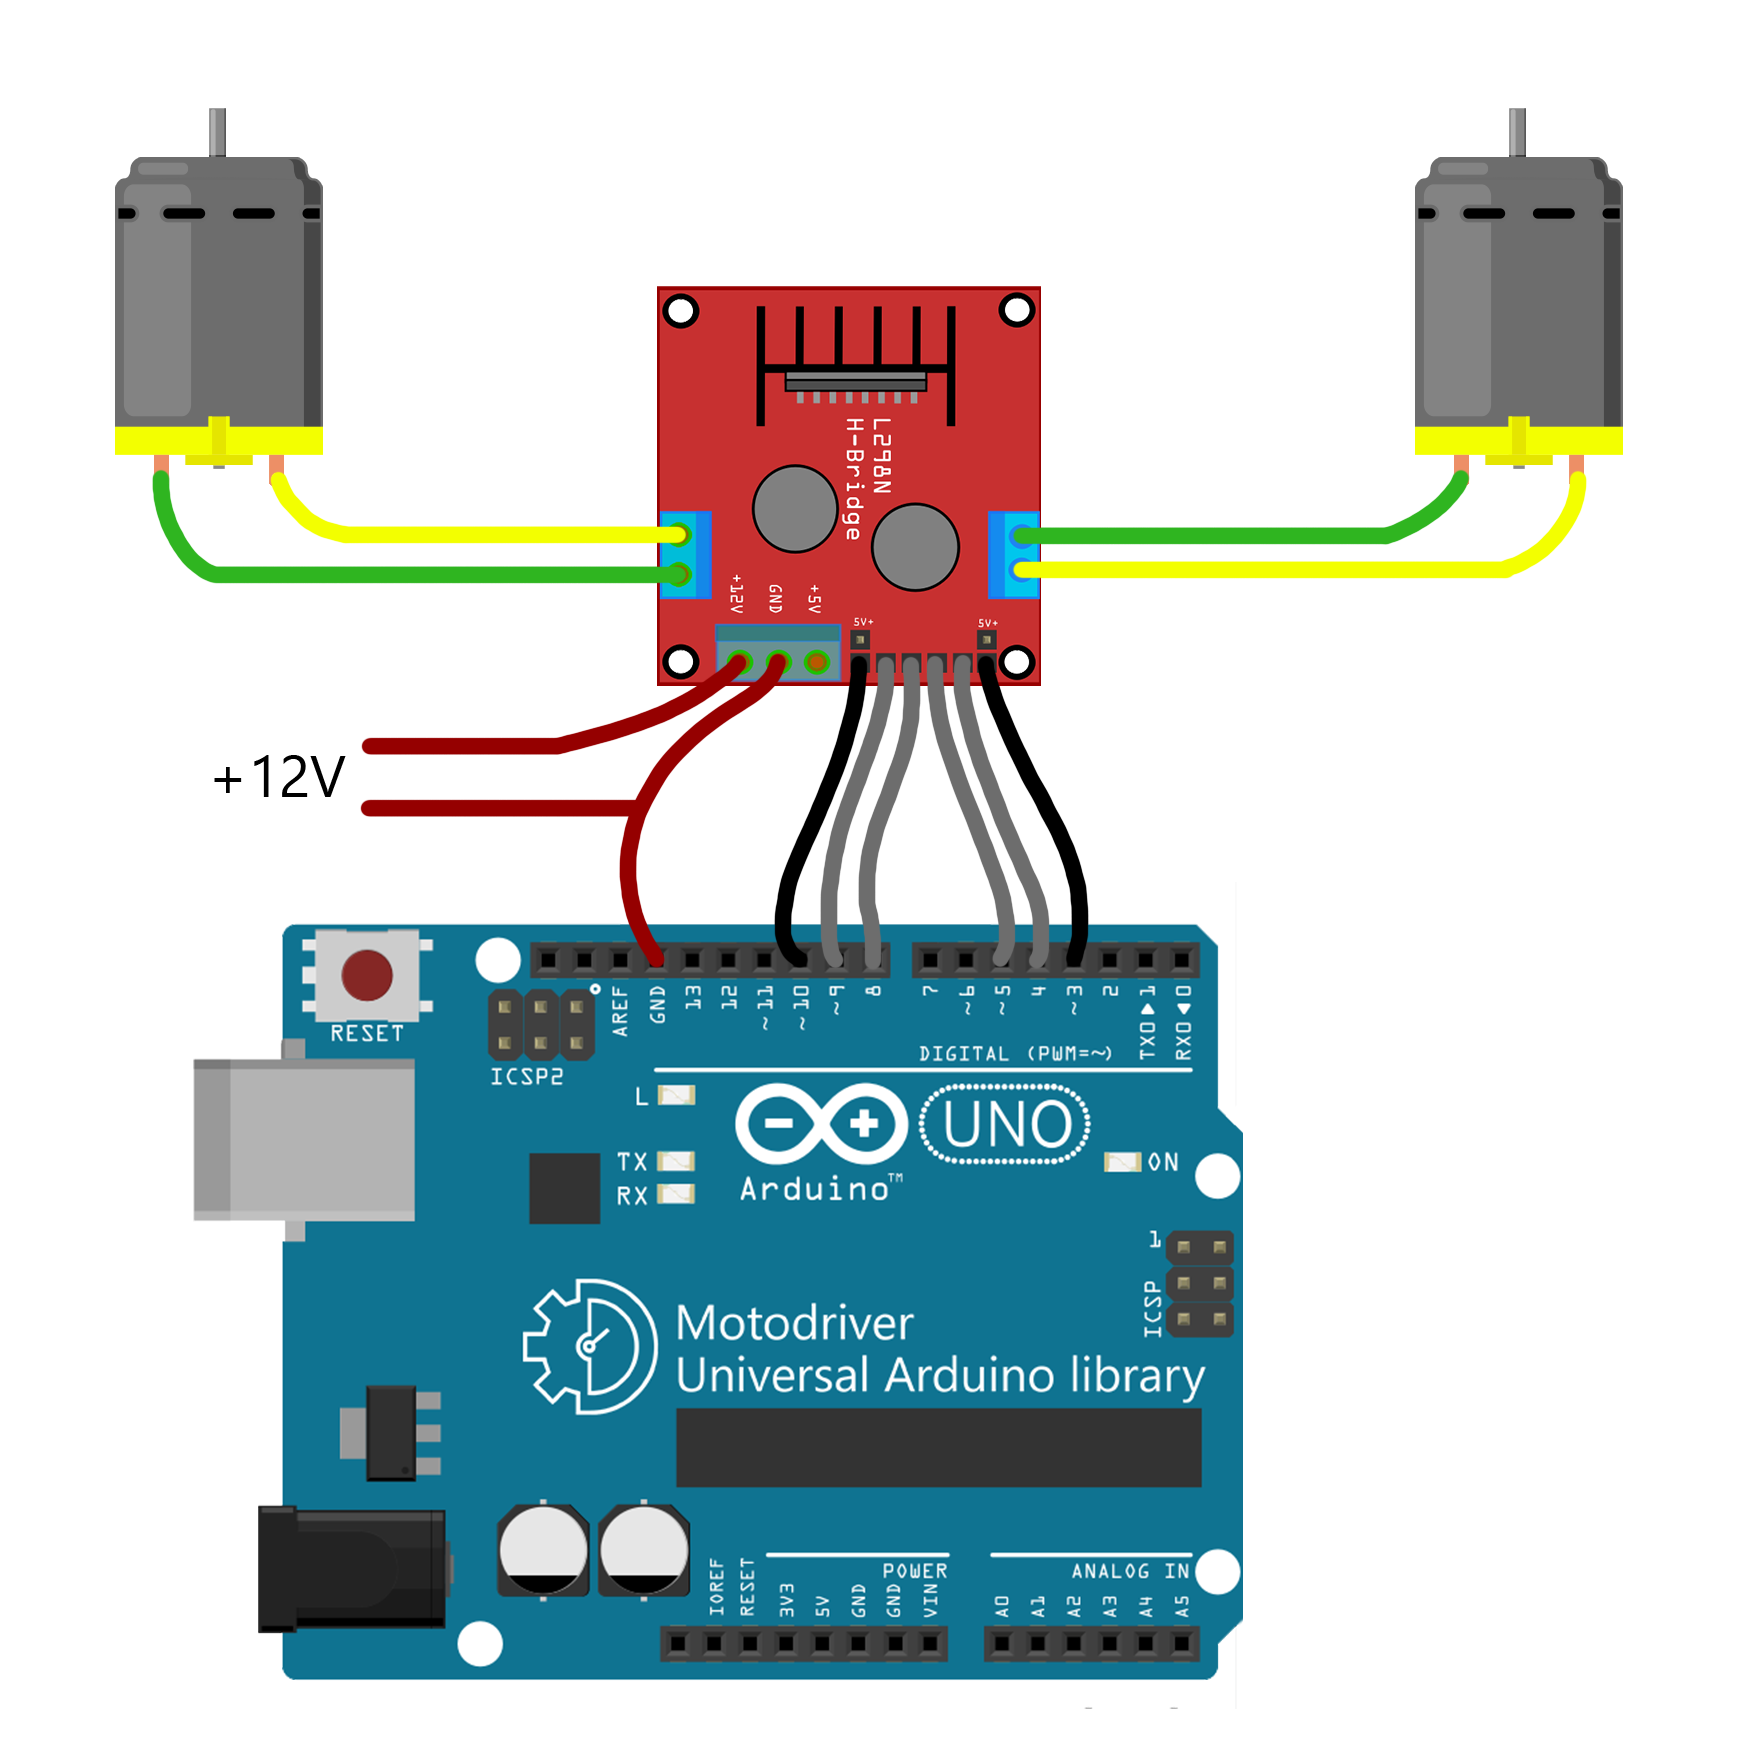 L298N
H-Bridge
+12V
GND
+5V
5V+
5V+
+12V
RESET
ICSP2
AREF
GND
13
12
~11
~10
~9
8
7
~6
~5
4
~3
2
TX0▶1
RX0◀0
DIGITAL (PWM=~)
L
TX
RX
Arduino™
UNO
ON
1
ICSP
Motodriver
Universal Arduino library
IOREF
RESET
3V3
5V
GND
GND
VIN
POWER
ANALOG IN
A0
A1
A2
A3
A4
A5